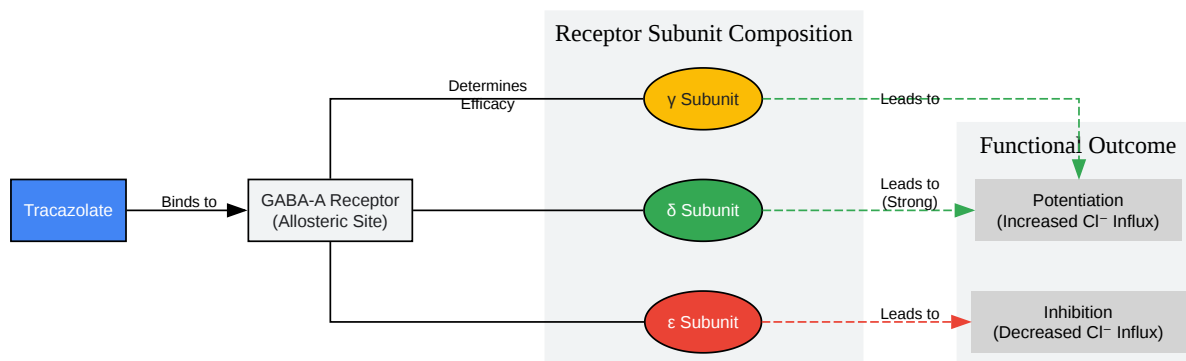 Receptor Subunit Composition
Determines
Efficacy
γ Subunit
Leads to
Functional Outcome
Tracazolate
Binds to
GABA-A Receptor
(Allosteric Site)
δ Subunit
Leads to
(Strong)
Potentiation
(Increased Cl⁻ Influx)
ε Subunit
Leads to
Inhibition
(Decreased Cl⁻ Influx)